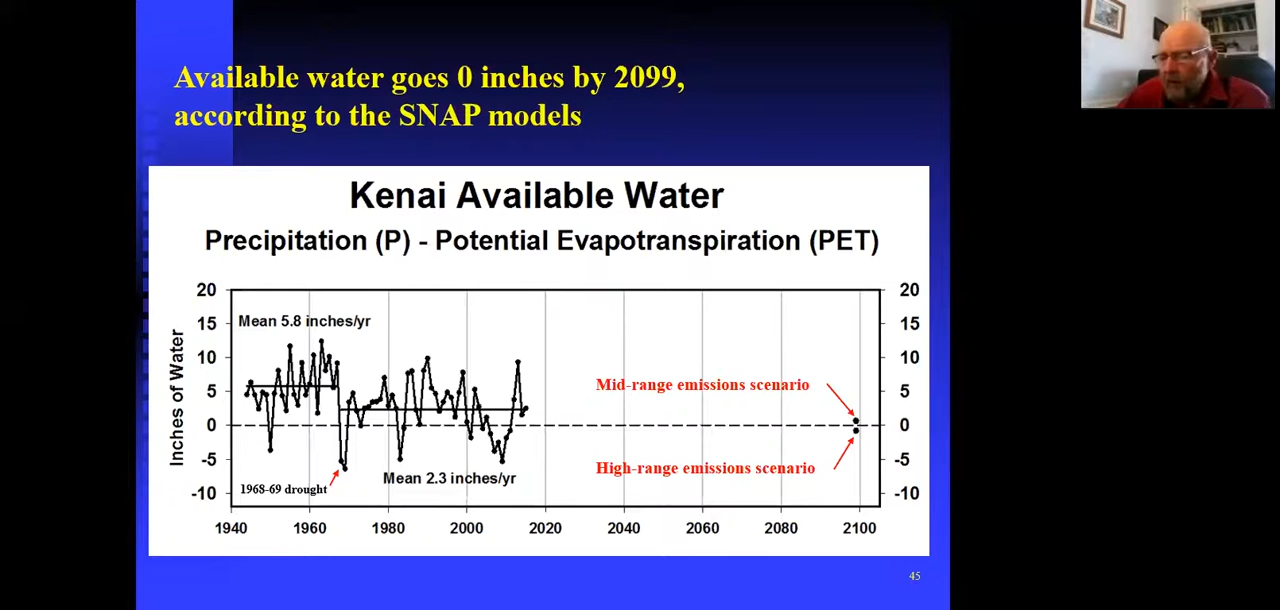 Available water goes 0 inches by 2099,
according to the SNAP models
Kenai Available Water
Precipitation (P) - Potential Evapotranspiration (PET)
Inches of Water
20
15
10
5
0
-5
-10
Mean 5.8 inches/yr
1968-69 drought
Mean 2.3 inches/yr
Mid-range emissions scenario
High-range emissions scenario
20
15
10
5
0
-5
-10
1940 1960 1980 2000 2020 2040 2060 2080 2100
45